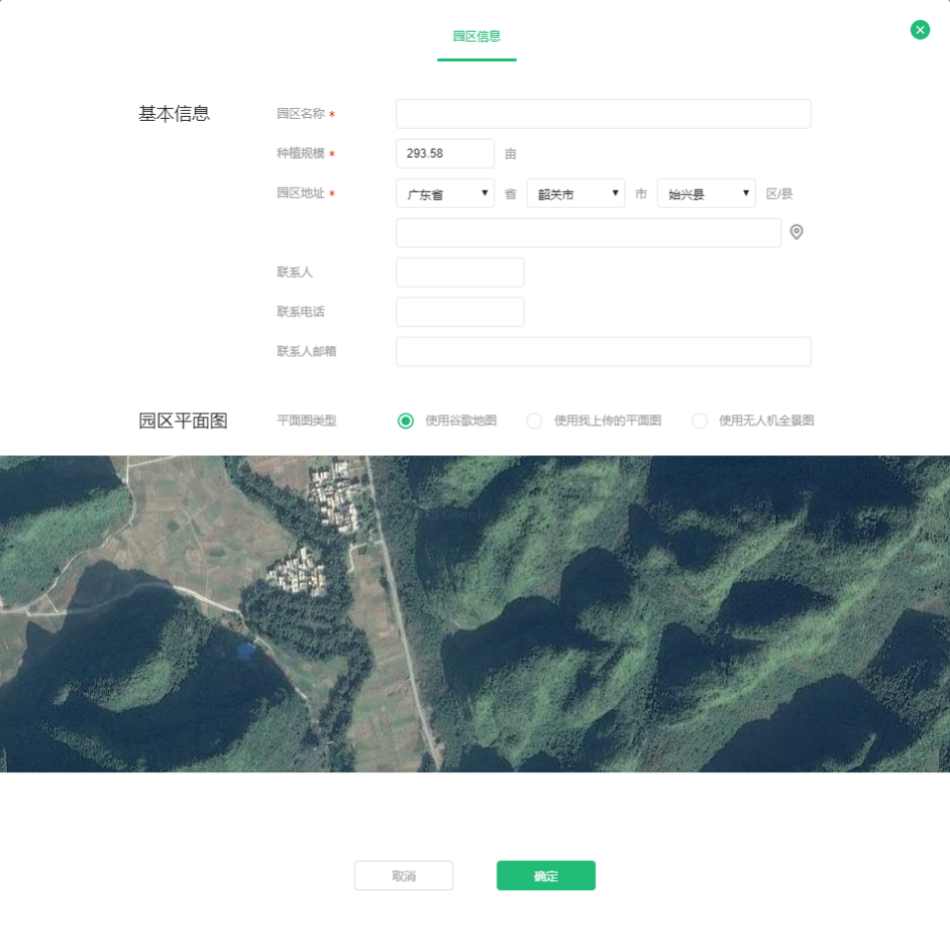 园区信息
基本信息
园区名称 *
种植规模 * 293.58 亩
园区地址 * 广东省 省 韶关市 市 始兴县 区/县
联系人
联系电话
联系人邮箱
园区平面图 平面图类型 使用谷歌地图 使用我上传的平面图 使用无人机全景图
取消 确定